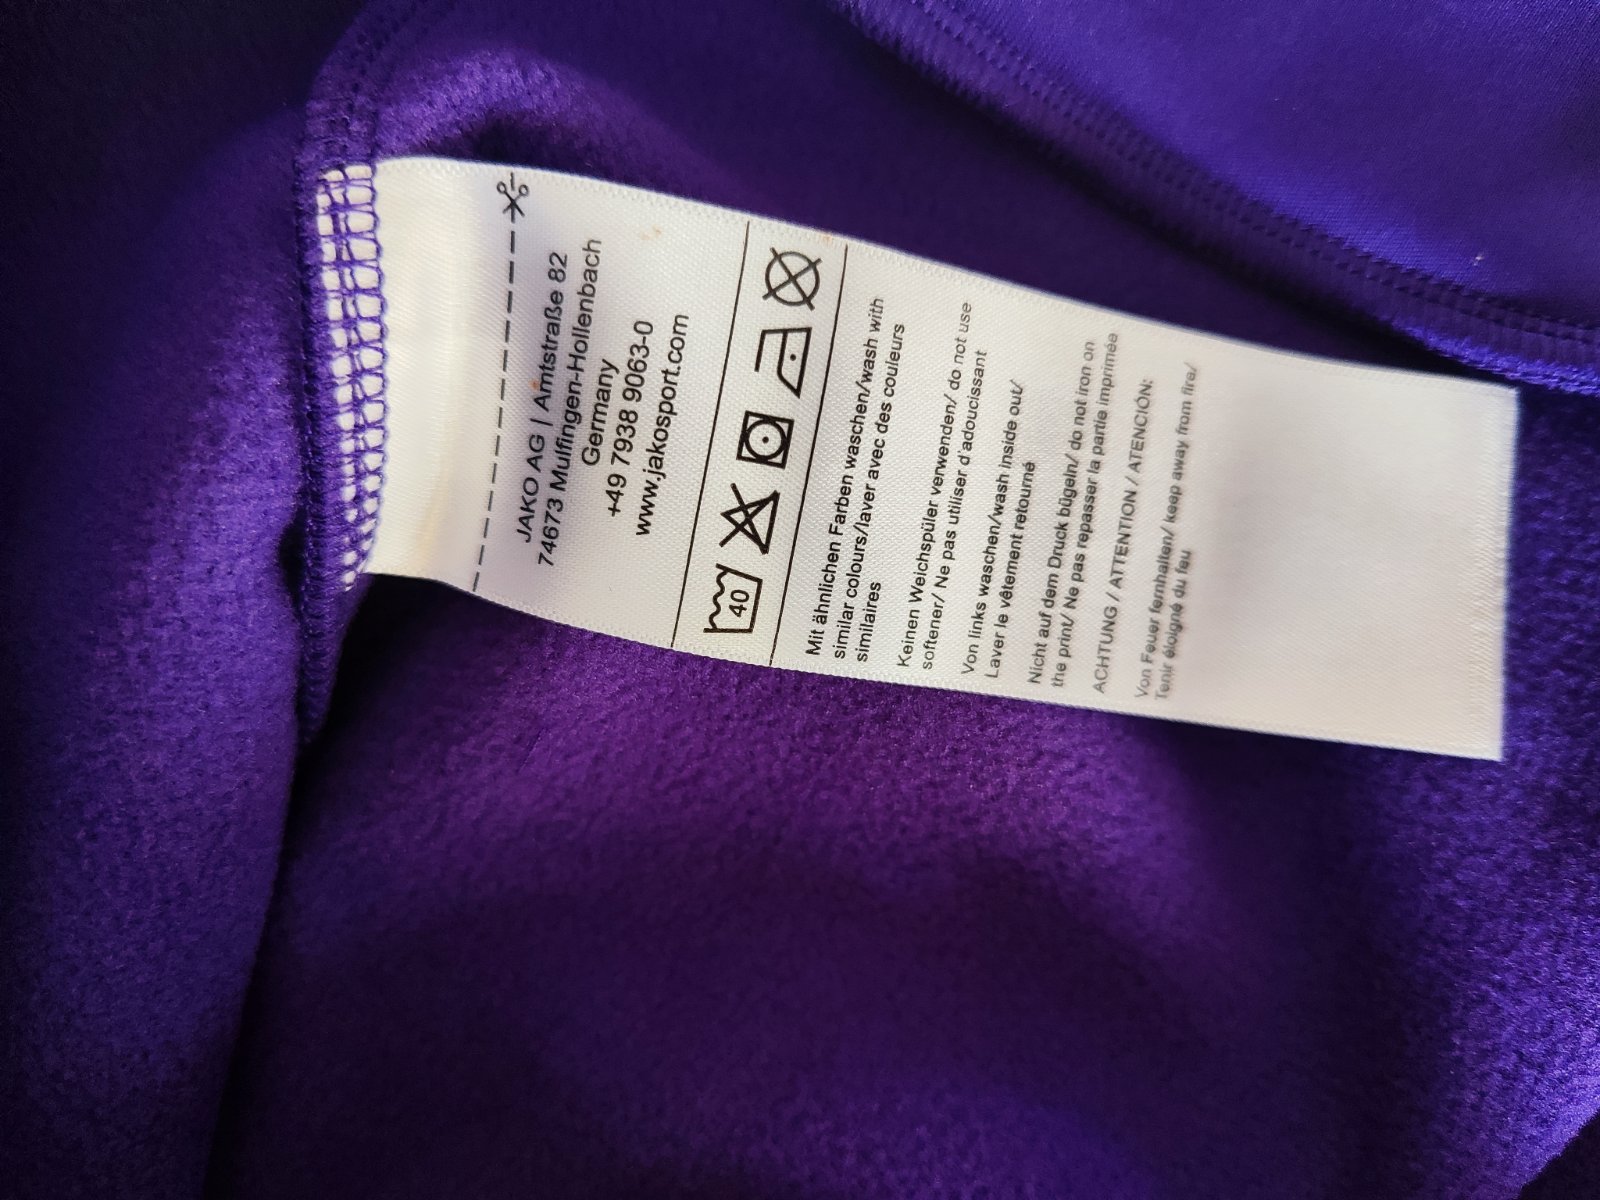 JAKO AG | Amtstraße 82
74673 Mulfingen-Hollenbach
Germany
+49 7938 9063-0
www.jakosport.com
40
Mit ähnlichen Farben waschen/wash with
similar colours/laver avec des couleurs
similaires
Keinen Weichspüler verwenden/ do not use
softener/ Ne pas utiliser d'adoucissant
Von links waschen/wash inside out/
Laver le vêtement retourné
Nicht auf dem Druck bügeln/ do not iron on
the print/ Ne pas repasser la partie imprimée
ACHTUNG / ATTENTION / ATENCIÓN:
Von Feuer fernhalten/ keep away from fire/
Tenir éloigné du feu